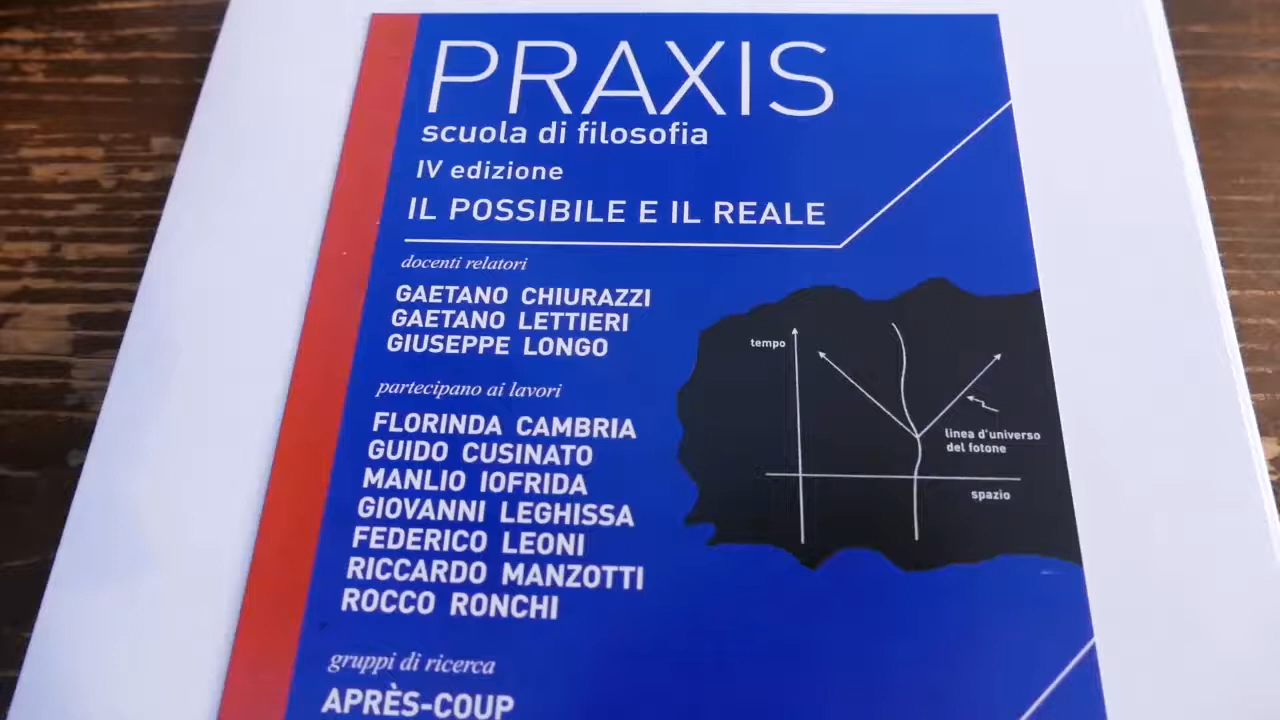 PRAXIS
scuola di filosofia
IV edizione
IL POSSIBILE E IL REALE
docenti relatori
GAETANO CHIURAZZI
GAETANO LETTIERI
GIUSEPPE LONGO
partecipano ai lavori
FLORINDA CAMBRIA
GUIDO CUSINATO
MANLIO IOFRIDA
GIOVANNI LEGHISSA
FEDERICO LEONI
RICCARDO MANZOTTI
ROCCO RONCHI
gruppi di ricerca
APRÈS-COUP
tempo
linea d'universo
del fotone
spazio